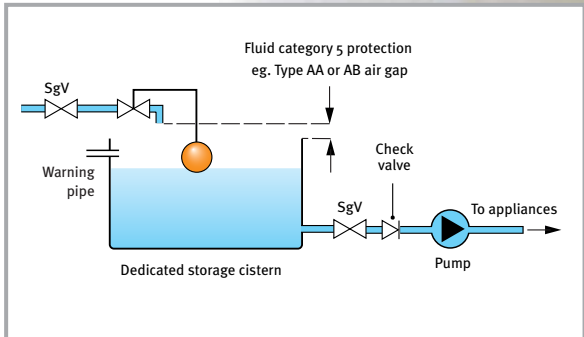 Fluid category 5 protection
eg. Type AA or AB air gap
SgV
Check
valve
Warning
pipe
SgV
To appliances
Pump
Dedicated storage cistern